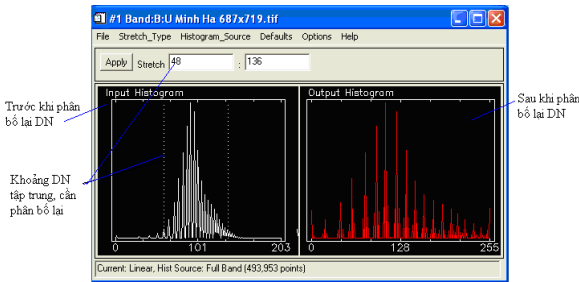 #1 Band:B:U Minh Ha 687x719.tif
File Stretch_Type Histogram_Source Defaults Options Help
Apply Stretch 48 : 136
Input Histogram
Output Histogram
Trước khi phân
bố lại DN
Sau khi phân
bố lại DN
Khoảng DN
tập trung, cần
phân bố lại
0 101 203
0 128 255
Current: Linear, Hist Source: Full Band (493,953 points)